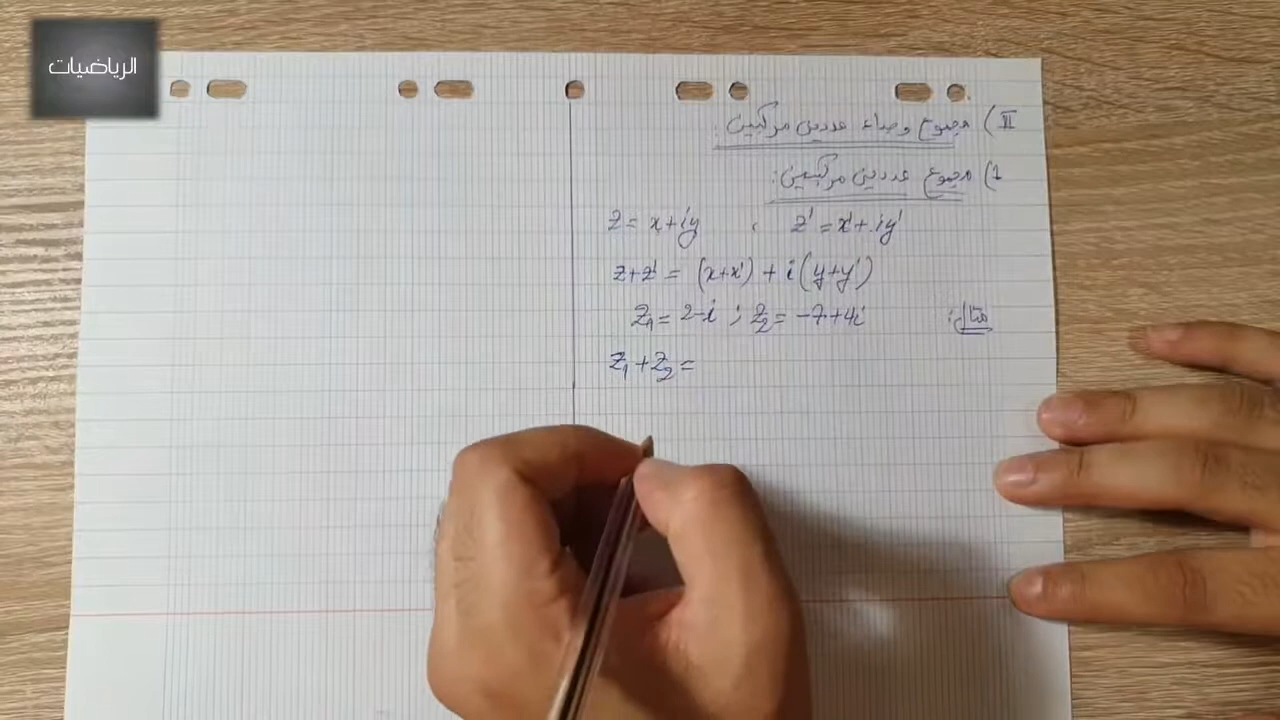 الرياضيات
II) مجموع وجداء عددين مركبين:
1) مجموع عددين مركبين:
z = x+iy , z' = x'+iy'
z+z' = (x+x') + i(y+y')
مثال: z₁ = 2-i ; z₂ = -7+4i
z₁+z₂ =